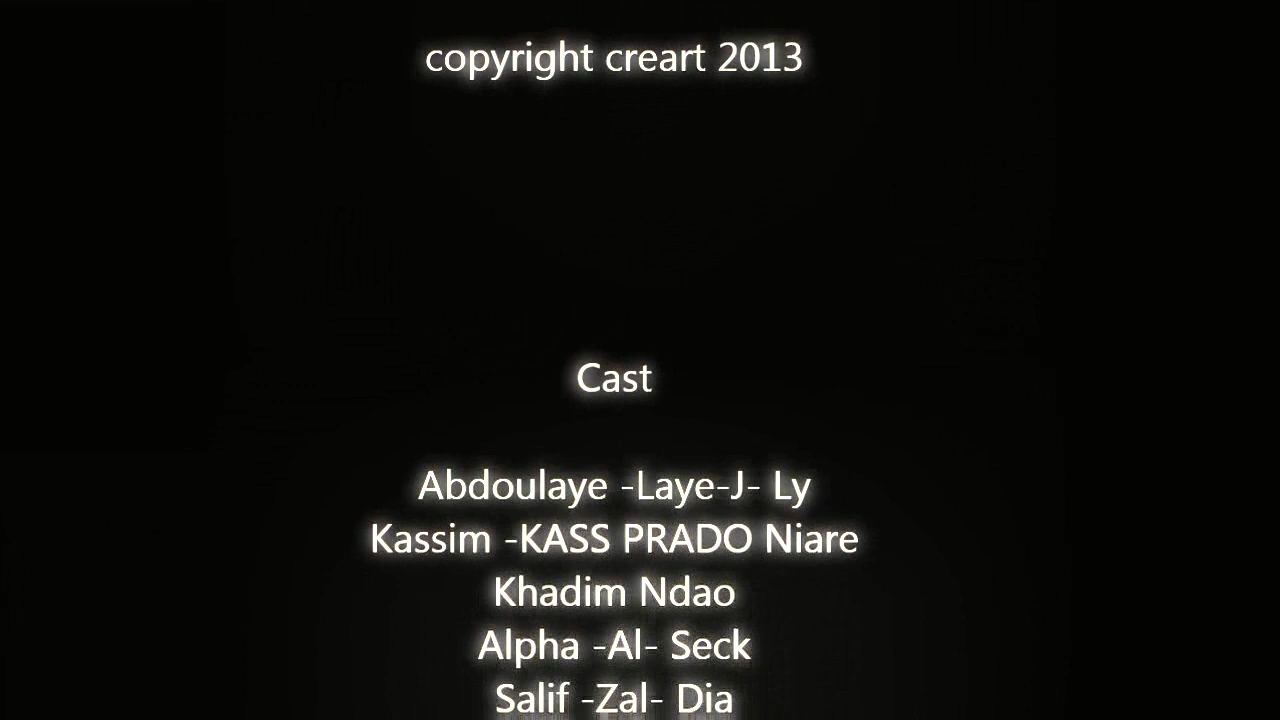 copyright creart 2013
Cast
Abdoulaye -Laye-J- Ly
Kassim -KASS PRADO Niare
Khadim Ndao
Alpha -Al- Seck
Salif -Zal- Dia